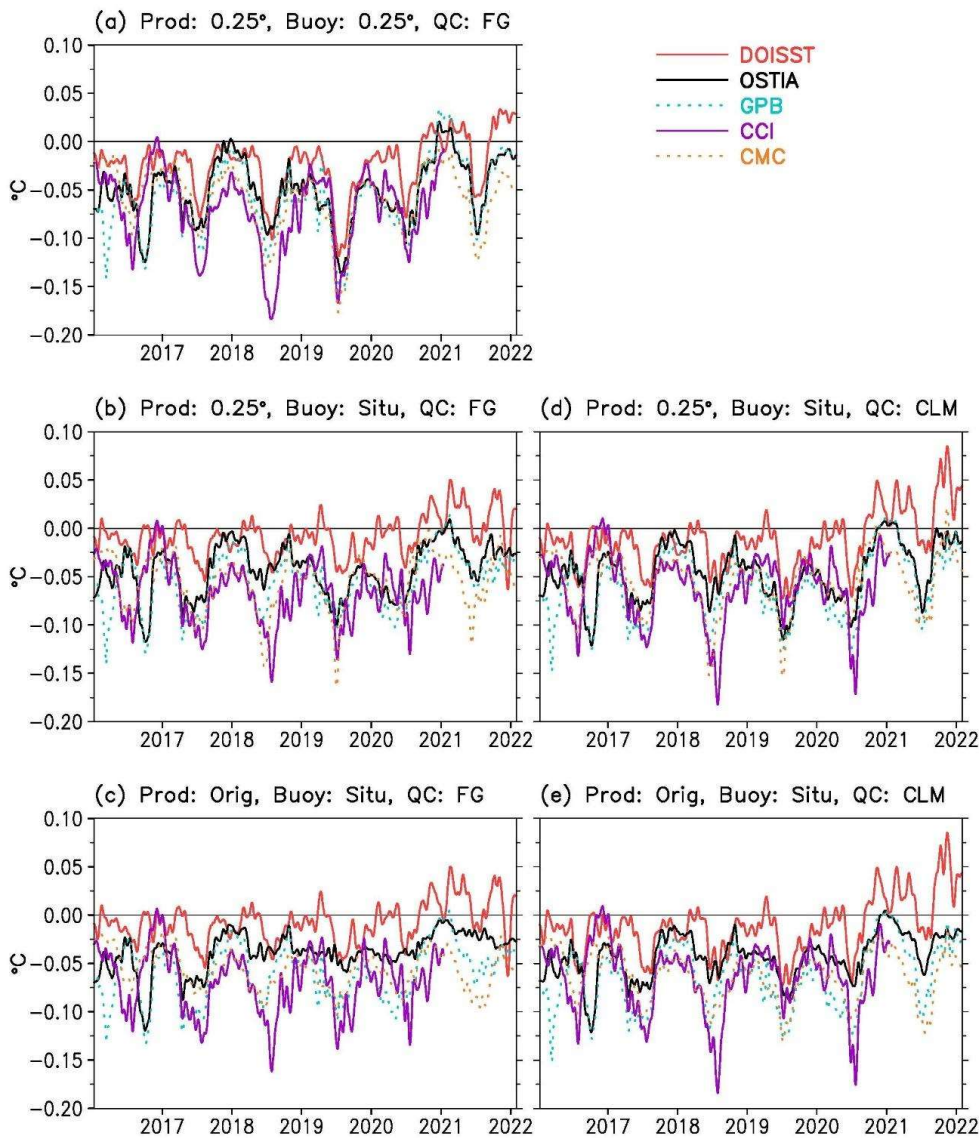 (a) Prod: 0.25°, Buoy: 0.25°, QC: FG
0.10
0.05
0.00
−0.05
−0.10
−0.15
−0.20
°C
2017 2018 2019 2020 2021 2022
DOISST
OSTIA
GPB
CCI
CMC
(b) Prod: 0.25°, Buoy: Situ, QC: FG
0.10
0.05
0.00
−0.05
−0.10
−0.15
−0.20
°C
2017 2018 2019 2020 2021 2022
(d) Prod: 0.25°, Buoy: Situ, QC: CLM
2017 2018 2019 2020 2021 2022
(c) Prod: Orig, Buoy: Situ, QC: FG
0.10
0.05
0.00
−0.05
−0.10
−0.15
−0.20
°C
2017 2018 2019 2020 2021 2022
(e) Prod: Orig, Buoy: Situ, QC: CLM
2017 2018 2019 2020 2021 2022